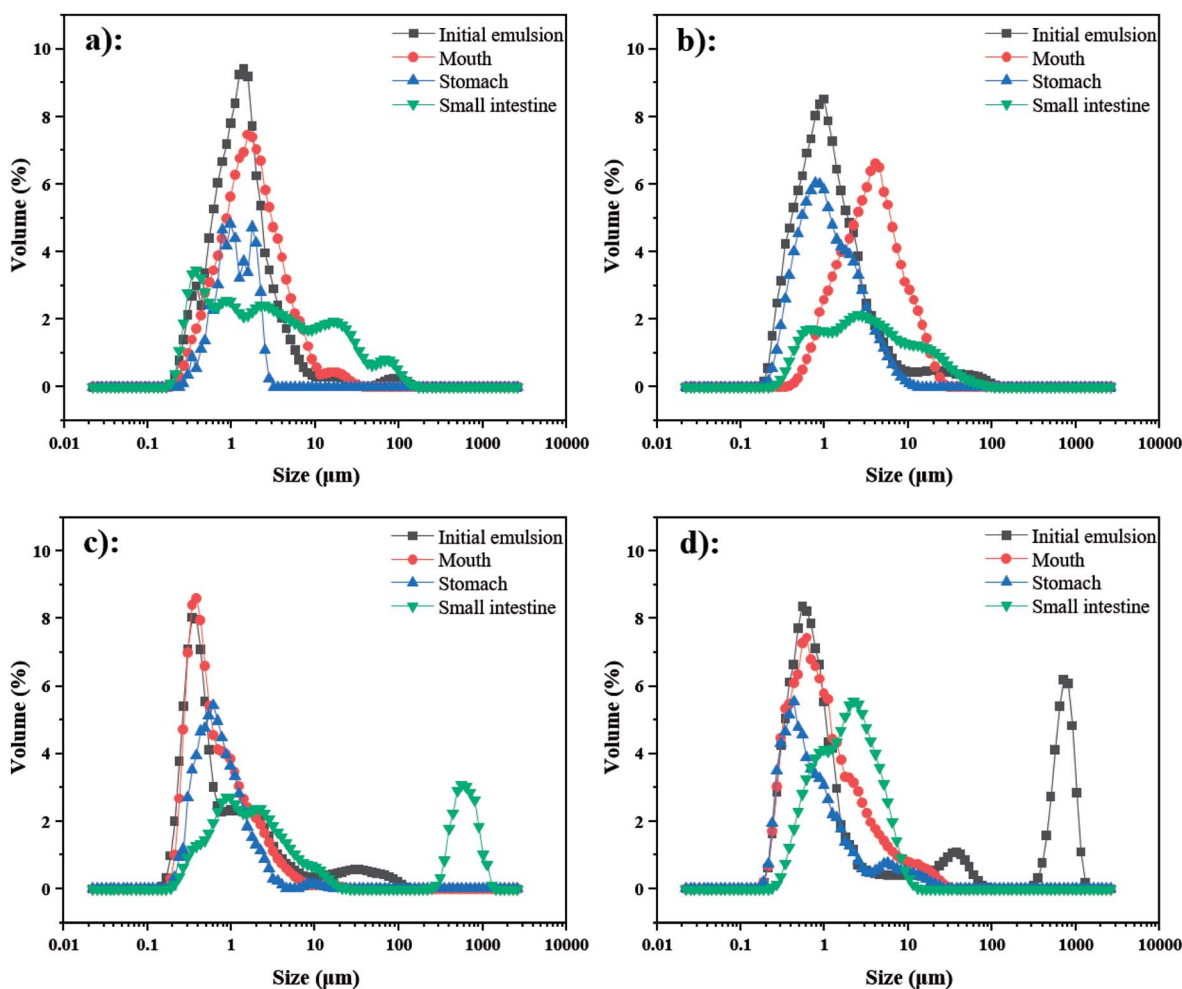 a):
Initial emulsion
Mouth
Stomach
Small intestine
10
8
6
4
2
0
Volume (%)
0.01 0.1 1 10 100 1000 10000
Size (μm)
b):
Initial emulsion
Mouth
Stomach
Small intestine
10
8
6
4
2
0
Volume (%)
0.01 0.1 1 10 100 1000 10000
Size (μm)
c):
Initial emulsion
Mouth
Stomach
Small intestine
10
8
6
4
2
0
Volume (%)
0.01 0.1 1 10 100 1000 10000
Size (μm)
d):
Initial emulsion
Mouth
Stomach
Small intestine
10
8
6
4
2
0
Volume (%)
0.01 0.1 1 10 100 1000 10000
Size (μm)